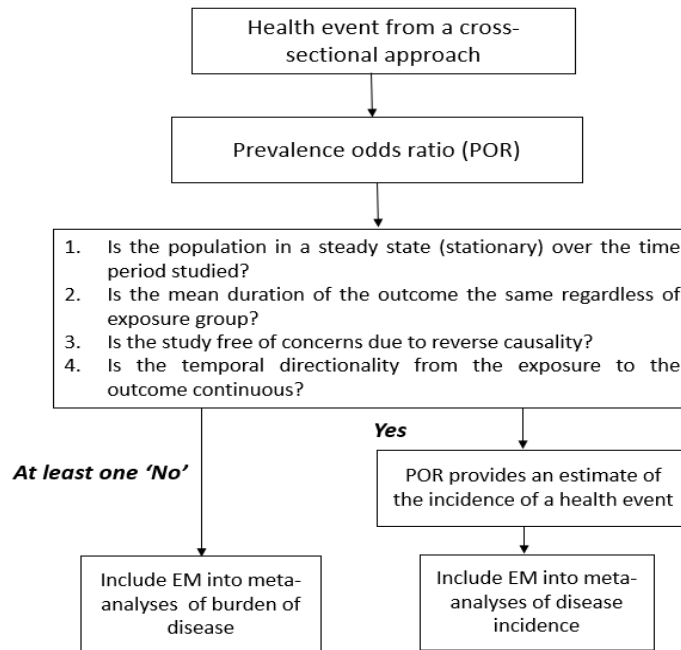 Health event from a cross-
sectional approach
Prevalence odds ratio (POR)
1. Is the population in a steady state (stationary) over the time
period studied?
2. Is the mean duration of the outcome the same regardless of
exposure group?
3. Is the study free of concerns due to reverse causality?
4. Is the temporal directionality from the exposure to the
outcome continuous?
At least one ‘No’
Yes
POR provides an estimate of
the incidence of a health event
Include EM into meta-
analyses of burden of
disease
Include EM into meta-
analyses of disease
incidence